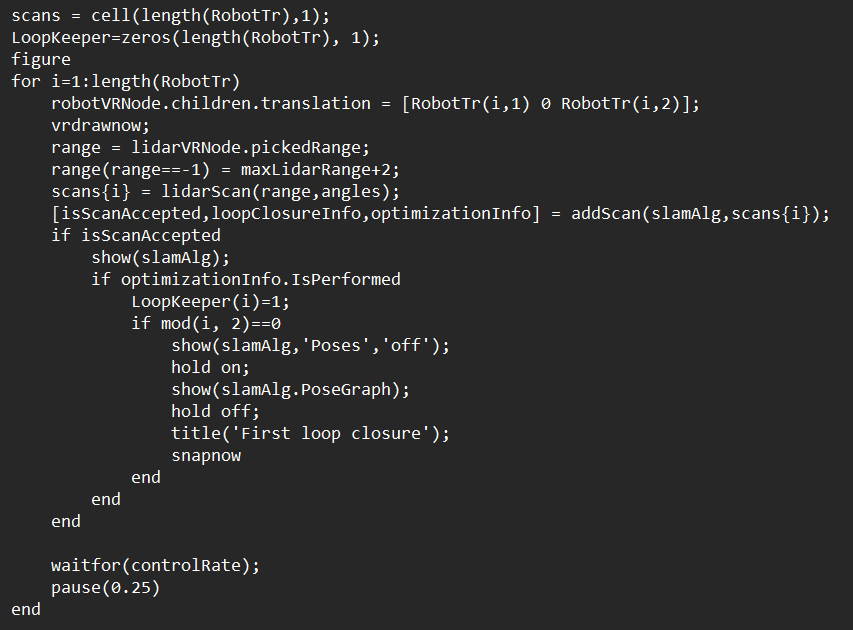 scans = cell(length(RobotTr),1);
LoopKeeper=zeros(length(RobotTr), 1);
figure
for i=1:length(RobotTr)
    robotVRNode.children.translation = [RobotTr(i,1) 0 RobotTr(i,2)];
    vrdrawnow;
    range = lidarVRNode.pickedRange;
    range(range==-1) = maxLidarRange+2;
    scans{i} = lidarScan(range,angles);
    [isScanAccepted,loopClosureInfo,optimizationInfo] = addScan(slamAlg,scans{i});
    if isScanAccepted
        show(slamAlg);
        if optimizationInfo.IsPerformed
            LoopKeeper(i)=1;
            if mod(i, 2)==0
                show(slamAlg,'Poses','off');
                hold on;
                show(slamAlg.PoseGraph);
                hold off;
                title('First loop closure');
                snapnow
            end
        end
    end

    waitfor(controlRate);
    pause(0.25)
end